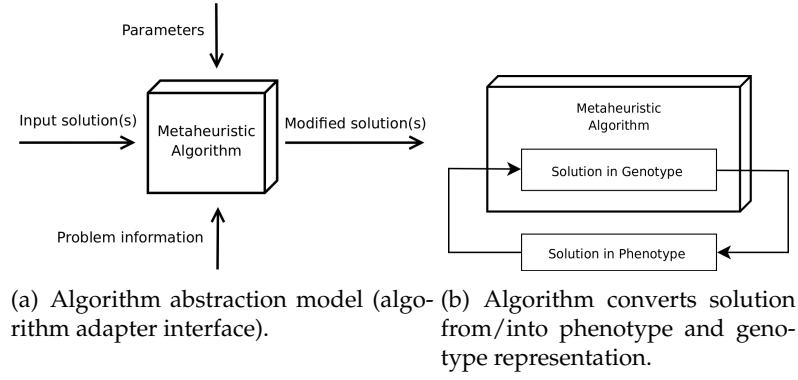 Parameters
Input solution(s)
Metaheuristic
Algorithm
Modified solution(s)
Problem information
Metaheuristic
Algorithm
Solution in Genotype
Solution in Phenotype
(a) Algorithm abstraction model (algo-
rithm adapter interface).
(b) Algorithm converts solution
from/into phenotype and geno-
type representation.